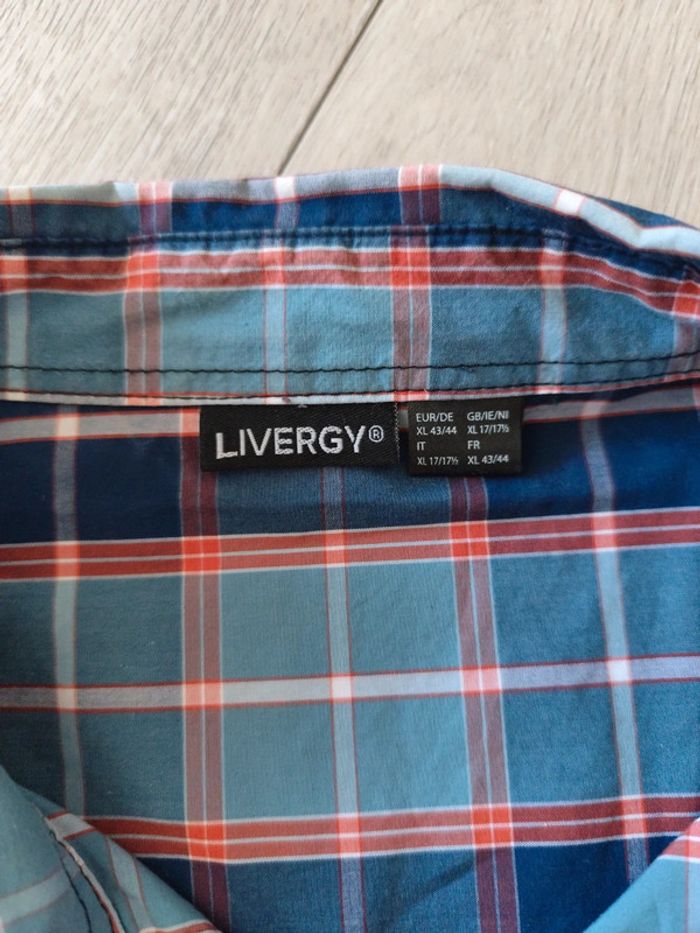 LIVERGY®
EUR/DE GB/IE/NI
XL 43/44 XL 17/17½
IT FR
XL 17/17½ XL 43/44